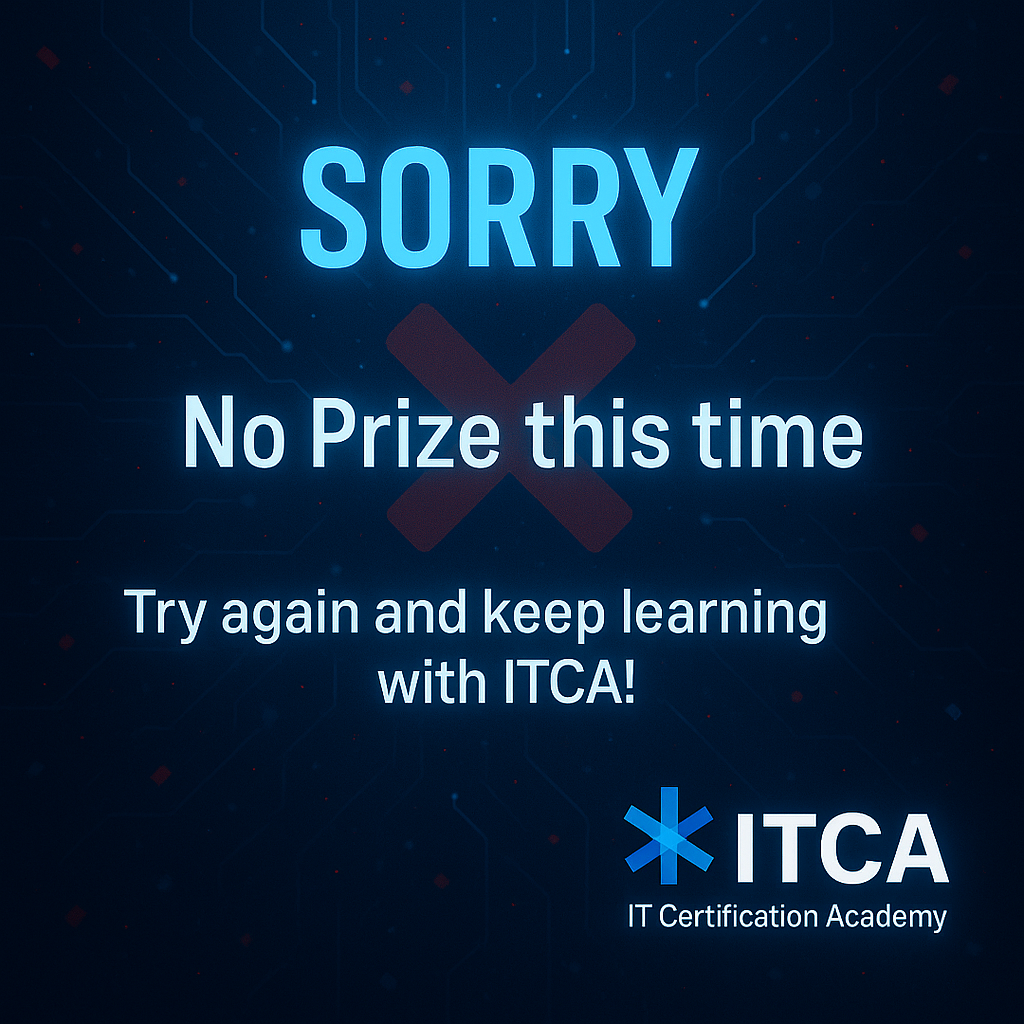 SORRY
No Prize this time
Try again and keep learning
with ITCA!
ITCA
IT Certification Academy